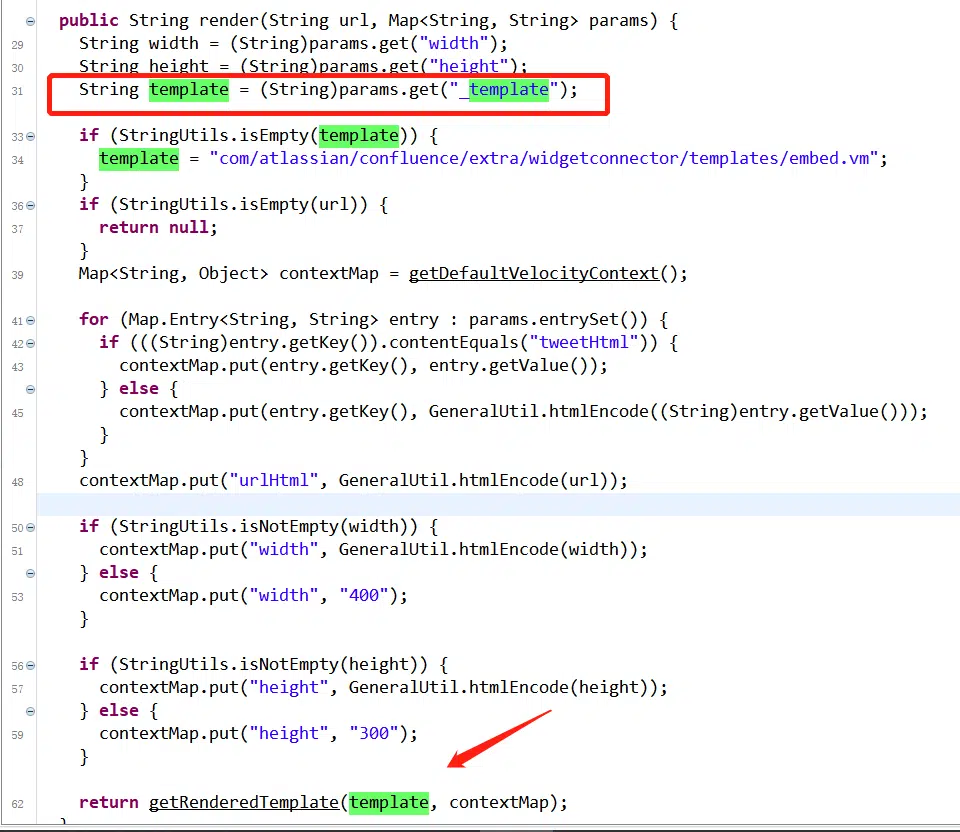 public String render(String url, Map<String, String> params) {
29 String width = (String)params.get("width");
30 String height = (String)params.get("height");
31 String template = (String)params.get("_template");
33 if (StringUtils.isEmpty(template)) {
34 template = "com/atlassian/confluence/extra/widgetconnector/templates/embed.vm";
}
36 if (StringUtils.isEmpty(url)) {
37 return null;
}
39 Map<String, Object> contextMap = getDefaultVelocityContext();
41 for (Map.Entry<String, String> entry : params.entrySet()) {
42 if (((String)entry.getKey()).contentEquals("tweetHtml")) {
43 contextMap.put(entry.getKey(), entry.getValue());
} else {
45 contextMap.put(entry.getKey(), GeneralUtil.htmlEncode((String)entry.getValue()));
}
}
48 contextMap.put("urlHtml", GeneralUtil.htmlEncode(url));
50 if (StringUtils.isNotEmpty(width)) {
51 contextMap.put("width", GeneralUtil.htmlEncode(width));
} else {
53 contextMap.put("width", "400");
}
56 if (StringUtils.isNotEmpty(height)) {
57 contextMap.put("height", GeneralUtil.htmlEncode(height));
} else {
59 contextMap.put("height", "300");
}
62 return getRenderedTemplate(template, contextMap);
}